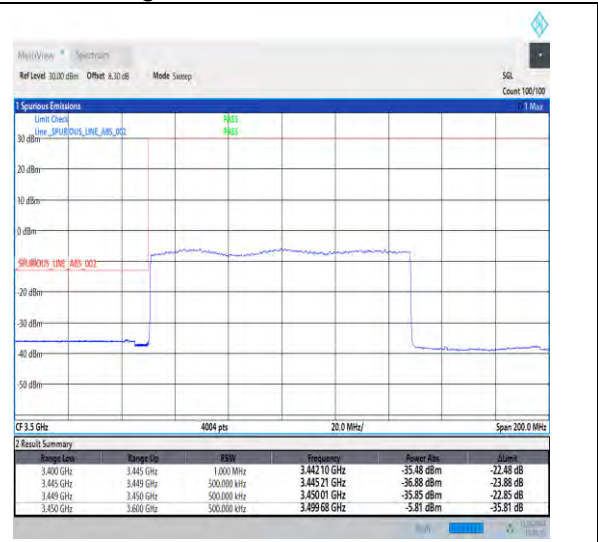 MultiView Spectrum
Ref Level 30.00 dBm Offset 8.30 dB Mode Sweep SGL
Count 100/100
1 Spurious Emissions 1 Max
Limit Check PASS
Line _SPURIOUS_LINE_ABS_002 PASS
30 dBm
20 dBm
10 dBm
0 dBm
SPURIOUS_LINE_ABS_002
-20 dBm
-30 dBm
-40 dBm
-50 dBm
CF 3.5 GHz 4004 pts 20.0 MHz/ Span 200.0 MHz
2 Result Summary
Range Low Range Up RBW Frequency Power Abs ΔLimit
3.400 GHz 3.445 GHz 1.000 MHz 3.442 10 GHz -35.48 dBm -22.48 dB
3.445 GHz 3.449 GHz 500.000 kHz 3.445 21 GHz -36.88 dBm -23.88 dB
3.449 GHz 3.450 GHz 500.000 kHz 3.450 01 GHz -35.85 dBm -22.85 dB
3.450 GHz 3.600 GHz 500.000 kHz 3.499 68 GHz -5.81 dBm -35.81 dB